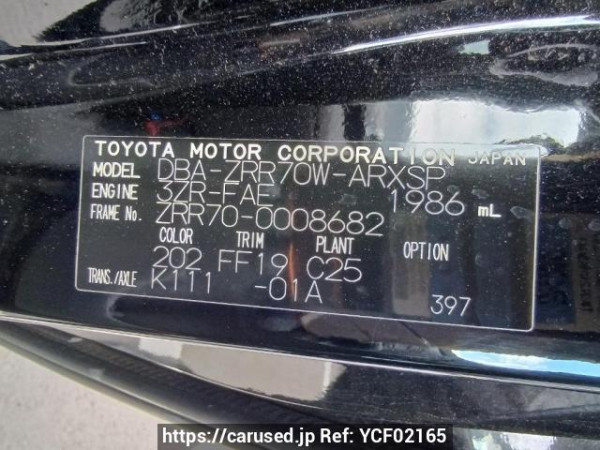 TOYOTA MOTOR CORPORATION JAPAN
MODEL DBA-ZRR70W-ARXSP
ENGINE 3ZR-FAE 1986 mL
FRAME No. ZRR70-0008682
COLOR TRIM PLANT OPTION
202 FF19 C25
TRANS./AXLE K111 -01A
397
https://carused.jp Ref: YCF02165